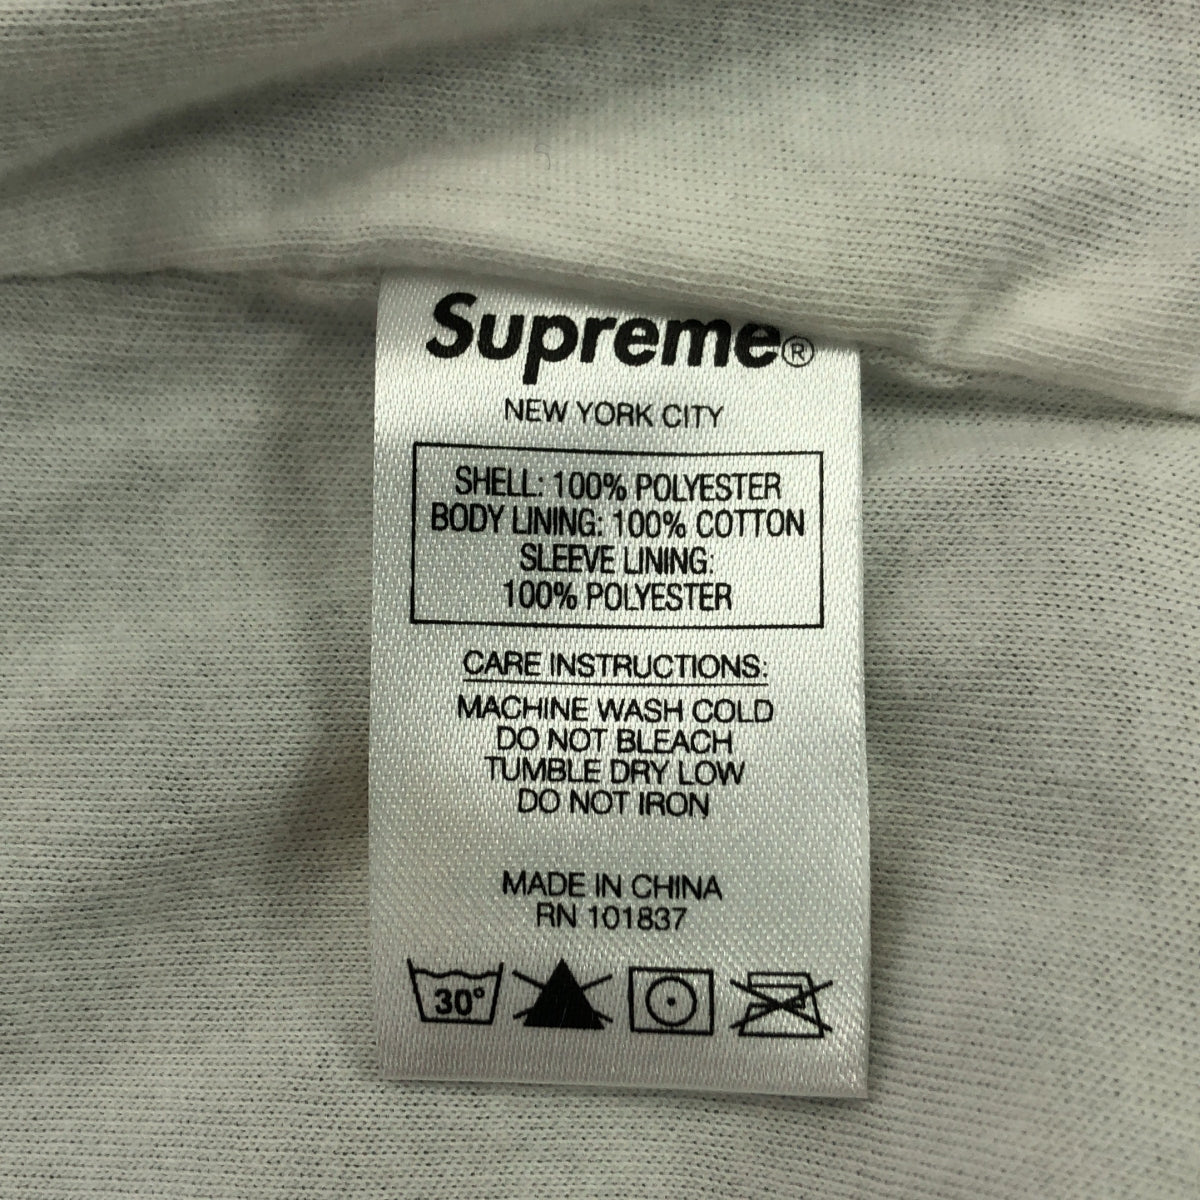 Supreme®
NEW YORK CITY
SHELL: 100% POLYESTER
BODY LINING: 100% COTTON
SLEEVE LINING:
100% POLYESTER
CARE INSTRUCTIONS:
MACHINE WASH COLD
DO NOT BLEACH
TUMBLE DRY LOW
DO NOT IRON
MADE IN CHINA
RN 101837
30°